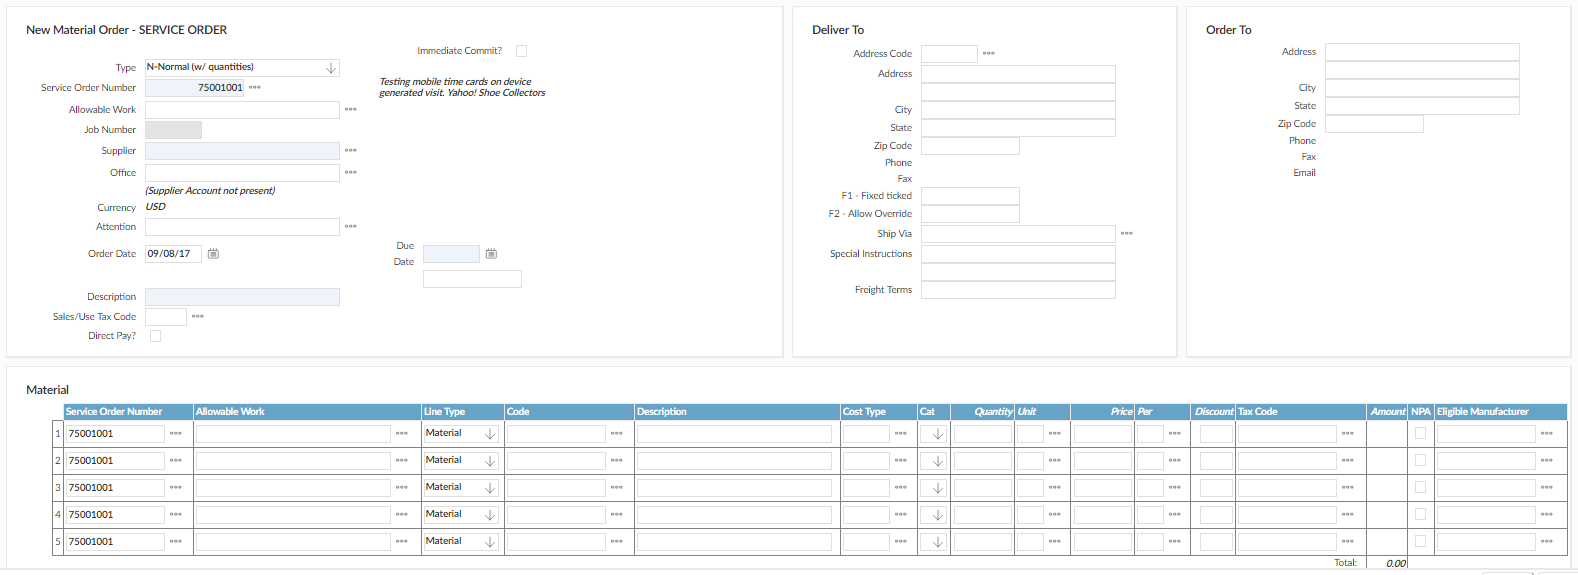 New Material Order - SERVICE ORDER
Immediate Commit?
Type N-Normal (w/ quantities)
Service Order Number 75001001
Testing mobile time cards on device
generated visit. Yahoo! Shoe Collectors
Allowable Work
Job Number
Supplier
Office
(Supplier Account not present)
Currency USD
Attention
Order Date 09/08/17
Due
Date
Description
Sales/Use Tax Code
Direct Pay?
Deliver To
Address Code
Address
City
State
Zip Code
Phone
Fax
F1 - Fixed ticked
F2 - Allow Override
Ship Via
Special Instructions
Freight Terms
Order To
Address
City
State
Zip Code
Phone
Fax
Email
Material
Service Order Number Allowable Work Line Type Code Description Cost Type Cat Quantity Unit Price Per Discount Tax Code Amount NPA Eligible Manufacturer
1 75001001 Material
2 75001001 Material
3 75001001 Material
4 75001001 Material
5 75001001 Material
Total: 0.00